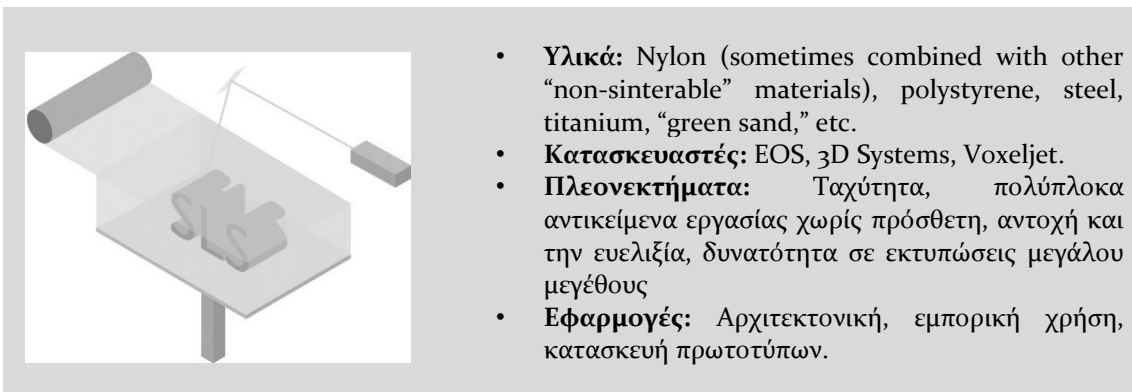 SLS
• Υλικά: Nylon (sometimes combined with other
“non-sinterable” materials), polystyrene, steel,
titanium, “green sand,” etc.
• Κατασκευαστές: EOS, 3D Systems, Voxeljet.
• Πλεονεκτήματα: Ταχύτητα, πολύπλοκα
αντικείμενα εργασίας χωρίς πρόσθετη, αντοχή και
την ευελιξία, δυνατότητα σε εκτυπώσεις μεγάλου
μεγέθους
• Εφαρμογές: Αρχιτεκτονική, εμπορική χρήση,
κατασκευή πρωτοτύπων.